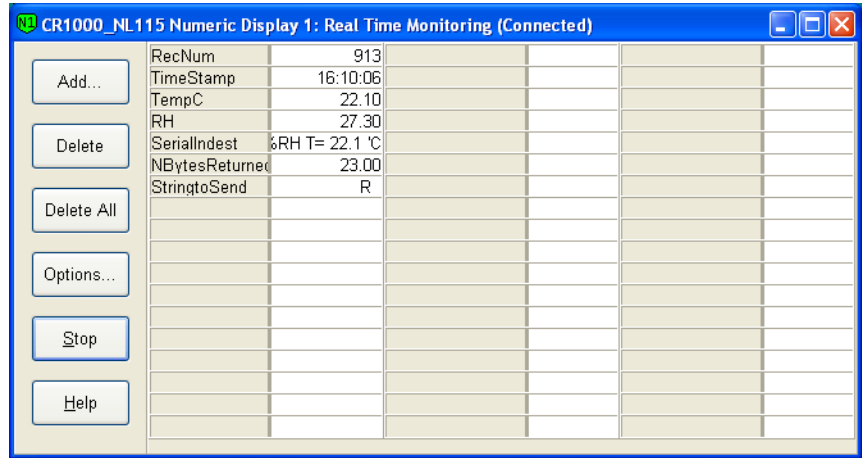 N1 CR1000_NL115 Numeric Display 1: Real Time Monitoring (Connected)
Add...
Delete
Delete All
Options...
Stop
Help
RecNum 913
TimeStamp 16:10:06
TempC 22.10
RH 27.30
SerialIndest %RH T= 22.1 'C
NBytesReturned 23.00
StringtoSend R